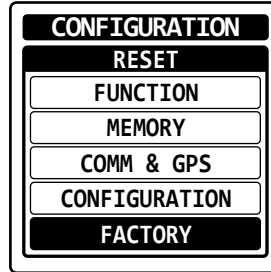 CONFIGURATION
RESET
FUNCTION
MEMORY
COMM & GPS
CONFIGURATION
FACTORY